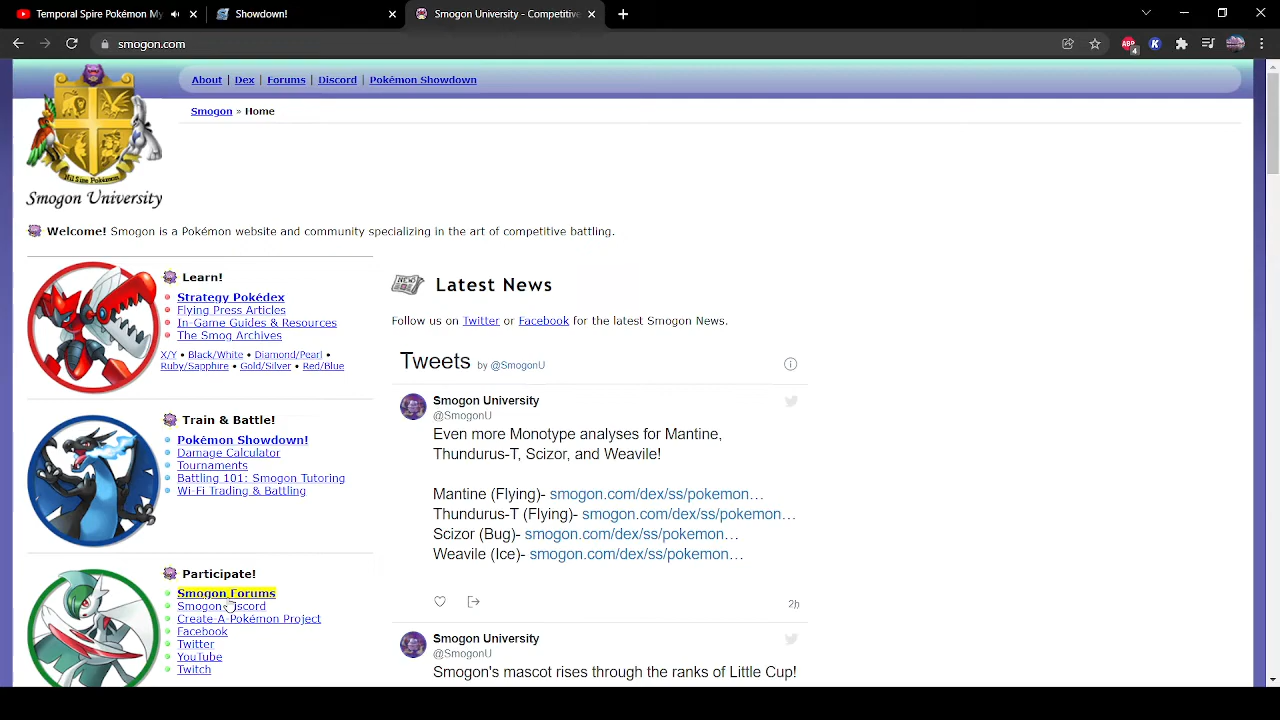 Temporal Spire Pokémon My
Showdown!
Smogon University - Competitive
smogon.com
ABP
4
K
About | Dex | Forums | Discord | Pokémon Showdown
Smogon » Home
Nil Sine Pokémon
Smogon University
Welcome! Smogon is a Pokémon website and community specializing in the art of competitive battling.
Learn!
Strategy Pokédex
Flying Press Articles
In-Game Guides & Resources
The Smog Archives
X/Y • Black/White • Diamond/Pearl •
Ruby/Sapphire • Gold/Silver • Red/Blue
Train & Battle!
Pokémon Showdown!
Damage Calculator
Tournaments
Battling 101: Smogon Tutoring
Wi-Fi Trading & Battling
Participate!
Smogon Forums
Smogon Discord
Create-A-Pokémon Project
Facebook
Twitter
YouTube
Twitch
NEWS
Latest News
Follow us on Twitter or Facebook for the latest Smogon News.
Tweets by @SmogonU
Smogon University
@SmogonU
Even more Monotype analyses for Mantine,
Thundurus-T, Scizor, and Weavile!
Mantine (Flying)- smogon.com/dex/ss/pokemon…
Thundurus-T (Flying)- smogon.com/dex/ss/pokemon…
Scizor (Bug)- smogon.com/dex/ss/pokemon…
Weavile (Ice)- smogon.com/dex/ss/pokemon…
2h
Smogon University
@SmogonU
Smogon's mascot rises through the ranks of Little Cup!